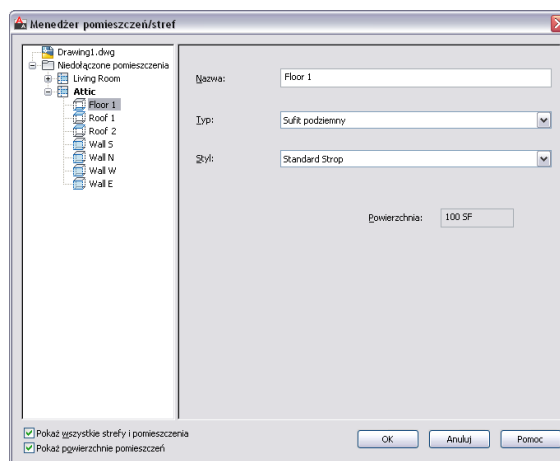 Menedżer pomieszczeń/stref
Drawing1.dwg
Niedołączone pomieszczenia
Living Room
Attic
Floor 1
Roof 1
Roof 2
Wall S
Wall N
Wall W
Wall E
Nazwa: Floor 1
Typ: Sufit podziemny
Styl: Standard Strop
Powierzchnia: 100 SF
Pokaż wszystkie strefy i pomieszczenia
Pokaż powierzchnie pomieszczeń
OK Anuluj Pomoc